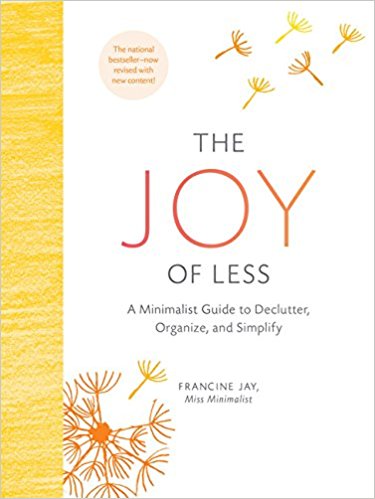 The national
bestseller—now
revised with
new content!
THE
JOY
OF LESS
A Minimalist Guide to Declutter,
Organize, and Simplify
FRANCINE JAY,
Miss Minimalist